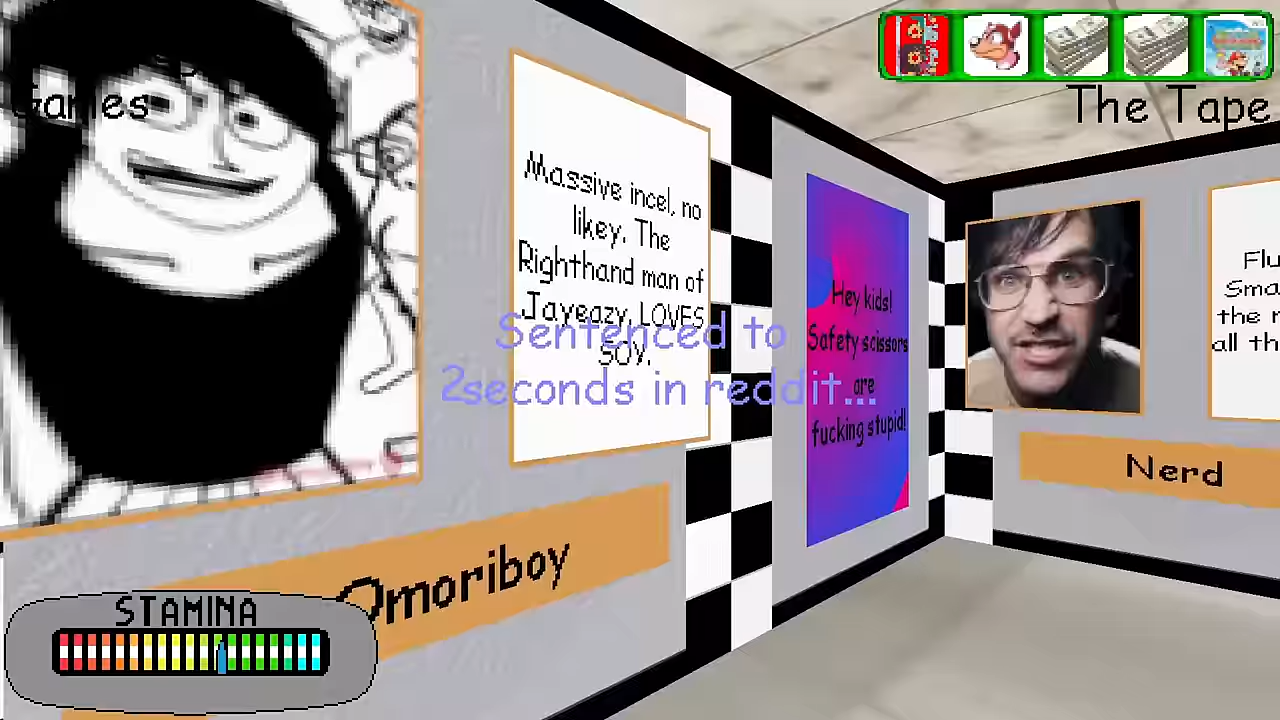 Games
The Tape
Massive incel, no
likey. The
Righthand man of
Jayeazy, LOVES
SOY.
Sentenced to
2seconds in reddit...
Hey kids!
Safety scissors
are
fucking stupid!
Nerd
Omoriboy
STAMINA